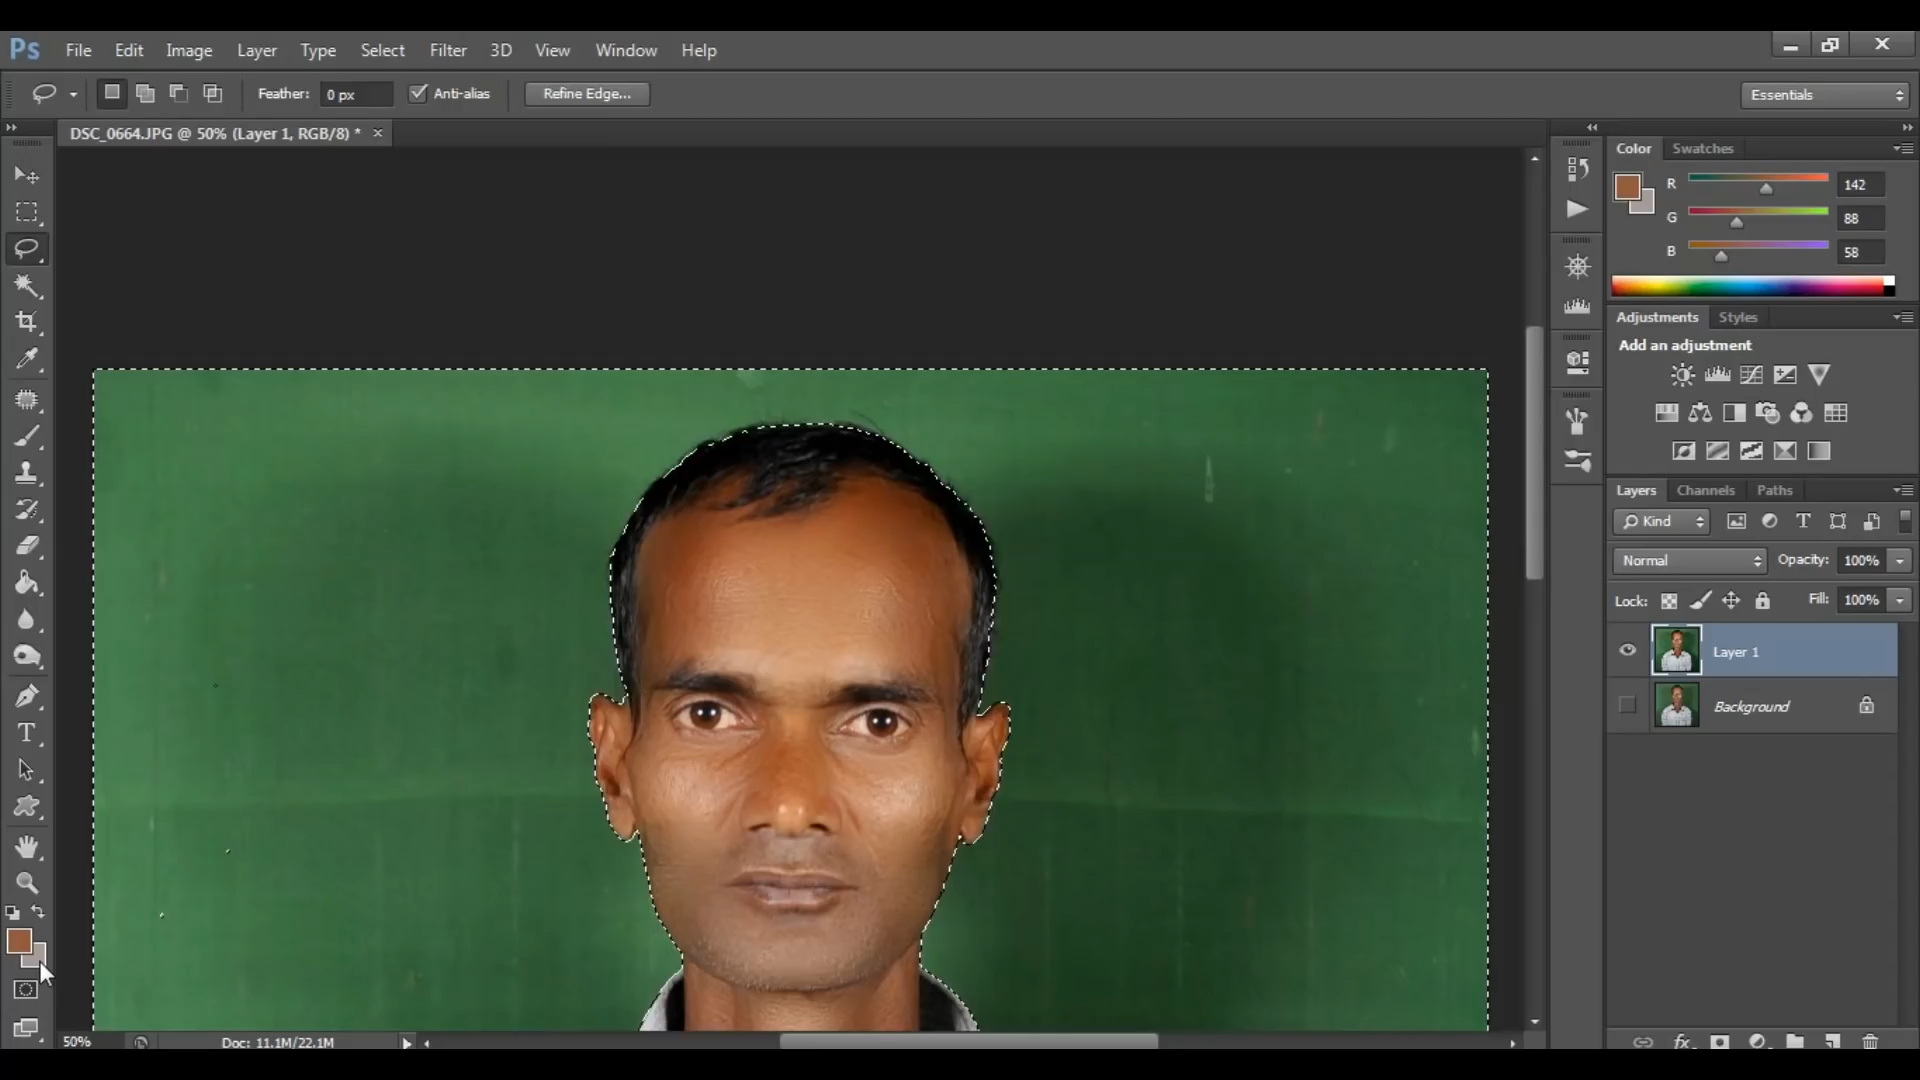 Ps File Edit Image Layer Type Select Filter 3D View Window Help
Feather: 0 px Anti-alias Refine Edge... Essentials
DSC_0664.JPG @ 50% (Layer 1, RGB/8) * ×
Color Swatches
R 142
G 88
B 58
Adjustments Styles
Add an adjustment
Layers Channels Paths
Kind
Normal Opacity: 100%
Lock: Fill: 100%
Layer 1
Background
50% Doc: 11.1M/22.1M